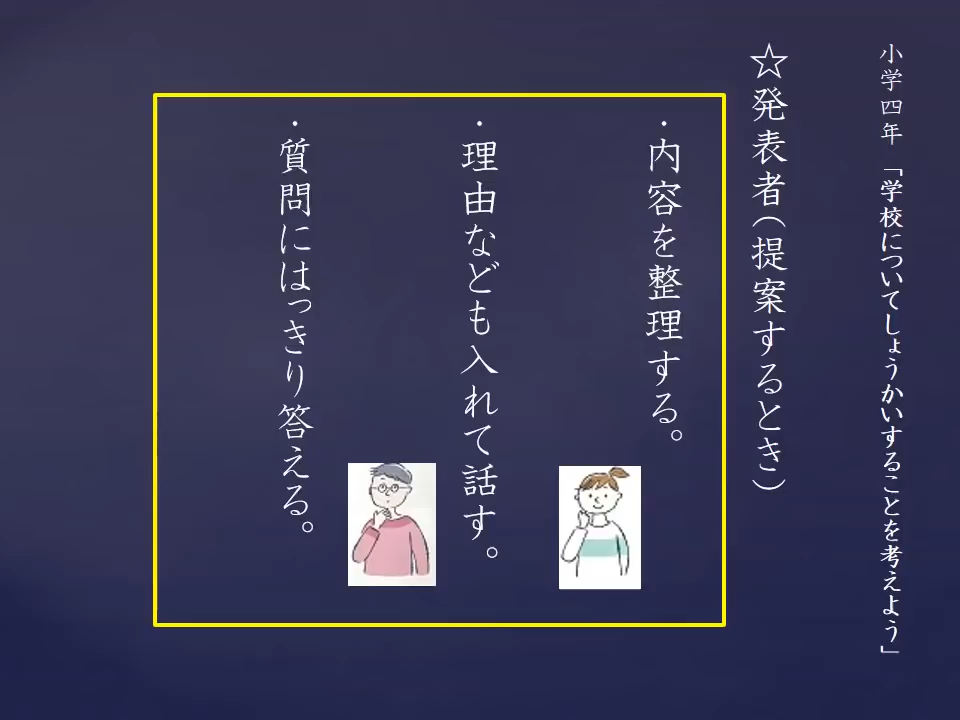 小学四年 「学校についてしょうかいすることを考えよう」
☆発表者(提案するとき)
・内容を整理する。
・理由なども入れて話す。
・質問にはっきり答える。